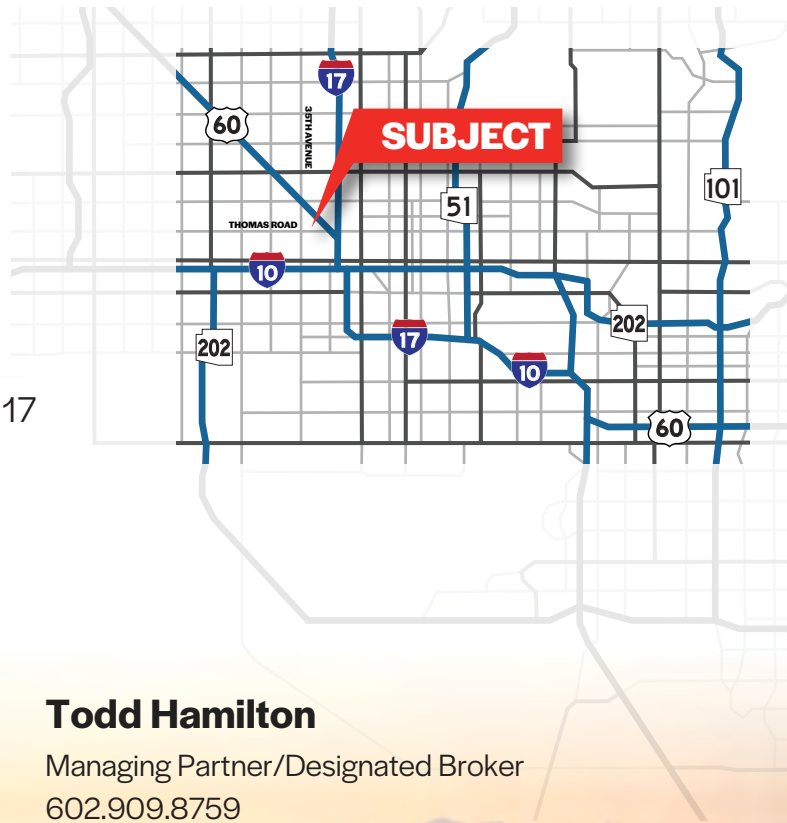 17
60
35TH AVENUE
SUBJECT
101
51
THOMAS ROAD
10
202
202
17
10
17
60
Todd Hamilton
Managing Partner/Designated Broker
602.909.8759